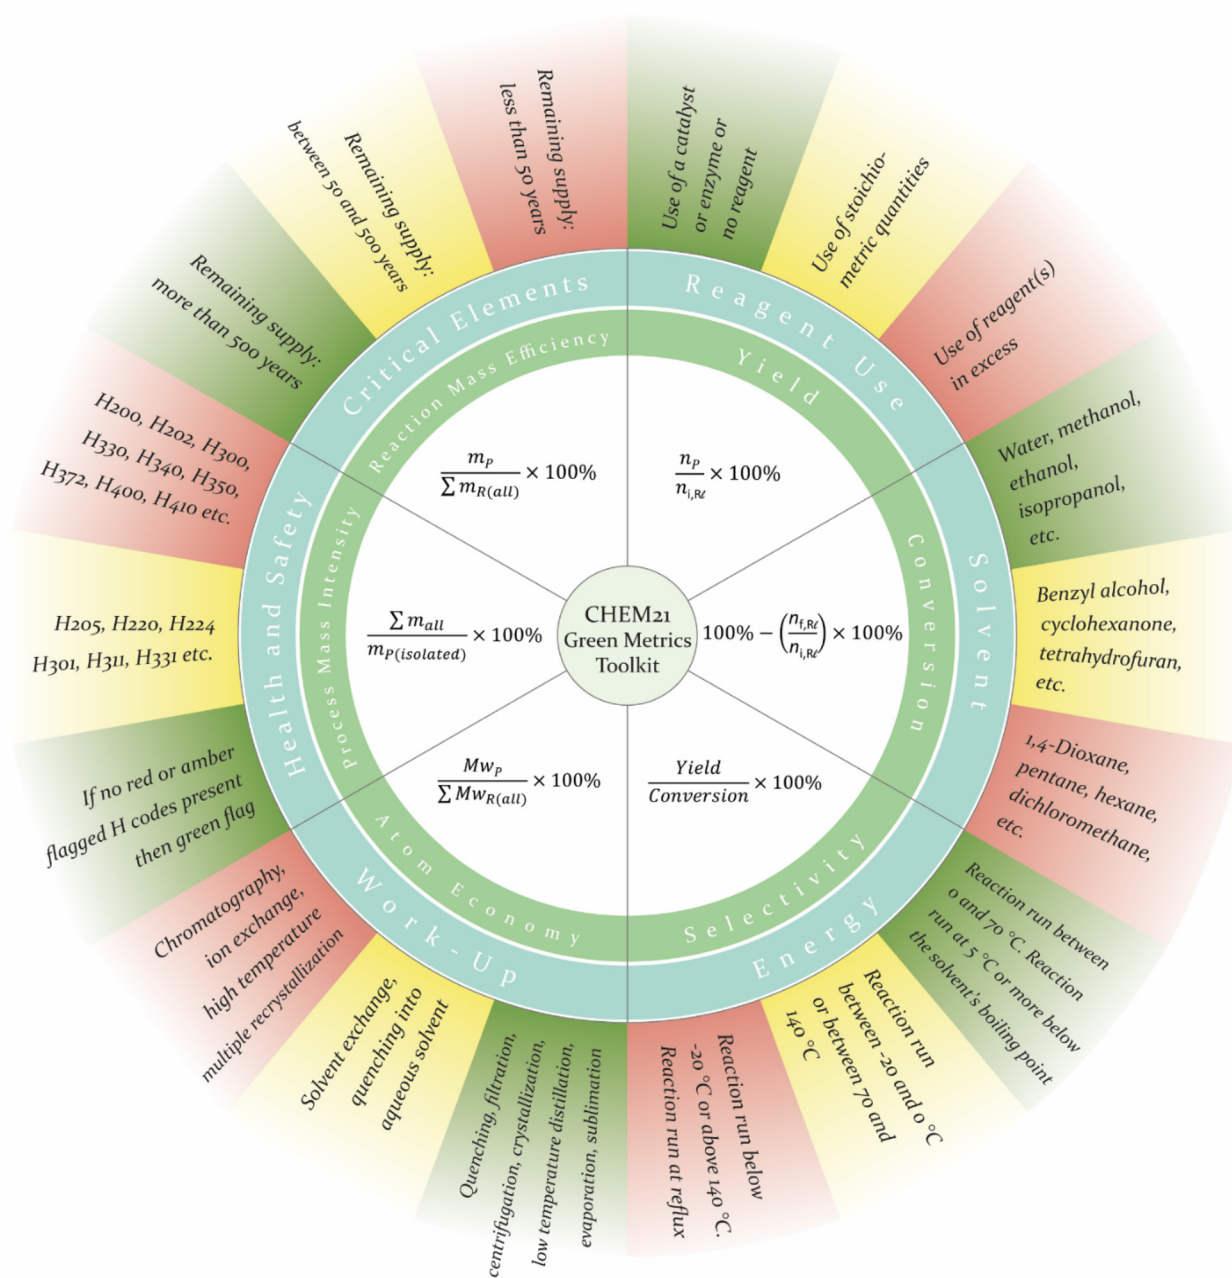 CHEM21
Green Metrics
Toolkit
Reagent Use
Use of a catalyst
or enzyme or
no reagent
Use of stoichio-
metric quantities
Use of reagent(s)
in excess
Solvent
Water, methanol,
ethanol,
isopropanol,
etc.
Benzyl alcohol,
cyclohexanone,
tetrahydrofuran,
etc.
1,4-Dioxane,
pentane, hexane,
dichloromethane,
etc.
Energy
Reaction run between
0 and 70 °C. Reaction
run at 5 °C or more below
the solvent's boiling point
Reaction run
between -20 and 0 °C
or between 70 and
140 °C
Reaction run below
-20 °C or above 140 °C.
Reaction run at reflux
Work-Up
Quenching, filtration,
centrifugation, crystallization,
low temperature distillation,
evaporation, sublimation
Solvent exchange,
quenching into
aqueous solvent
Chromatography,
ion exchange,
high temperature
multiple recrystallization
Health and Safety
If no red or amber
flagged H codes present
then green flag
H205, H220, H224
H301, H311, H331 etc.
H200, H202, H300,
H330, H340, H350,
H372, H400, H410 etc.
Critical Elements
Remaining supply:
more than 500 years
Remaining supply:
between 50 and 500 years
Remaining supply:
less than 50 years
Yield
n_P / n_i,Rℓ × 100%
Conversion
100% − (n_f,Rℓ / n_i,Rℓ) × 100%
Selectivity
Yield / Conversion × 100%
Atom Economy
Mw_P / ∑ Mw_R(all) × 100%
Process Mass Intensity
∑ m_all / m_P(isolated) × 100%
Reaction Mass Efficiency
m_P / ∑ m_R(all) × 100%